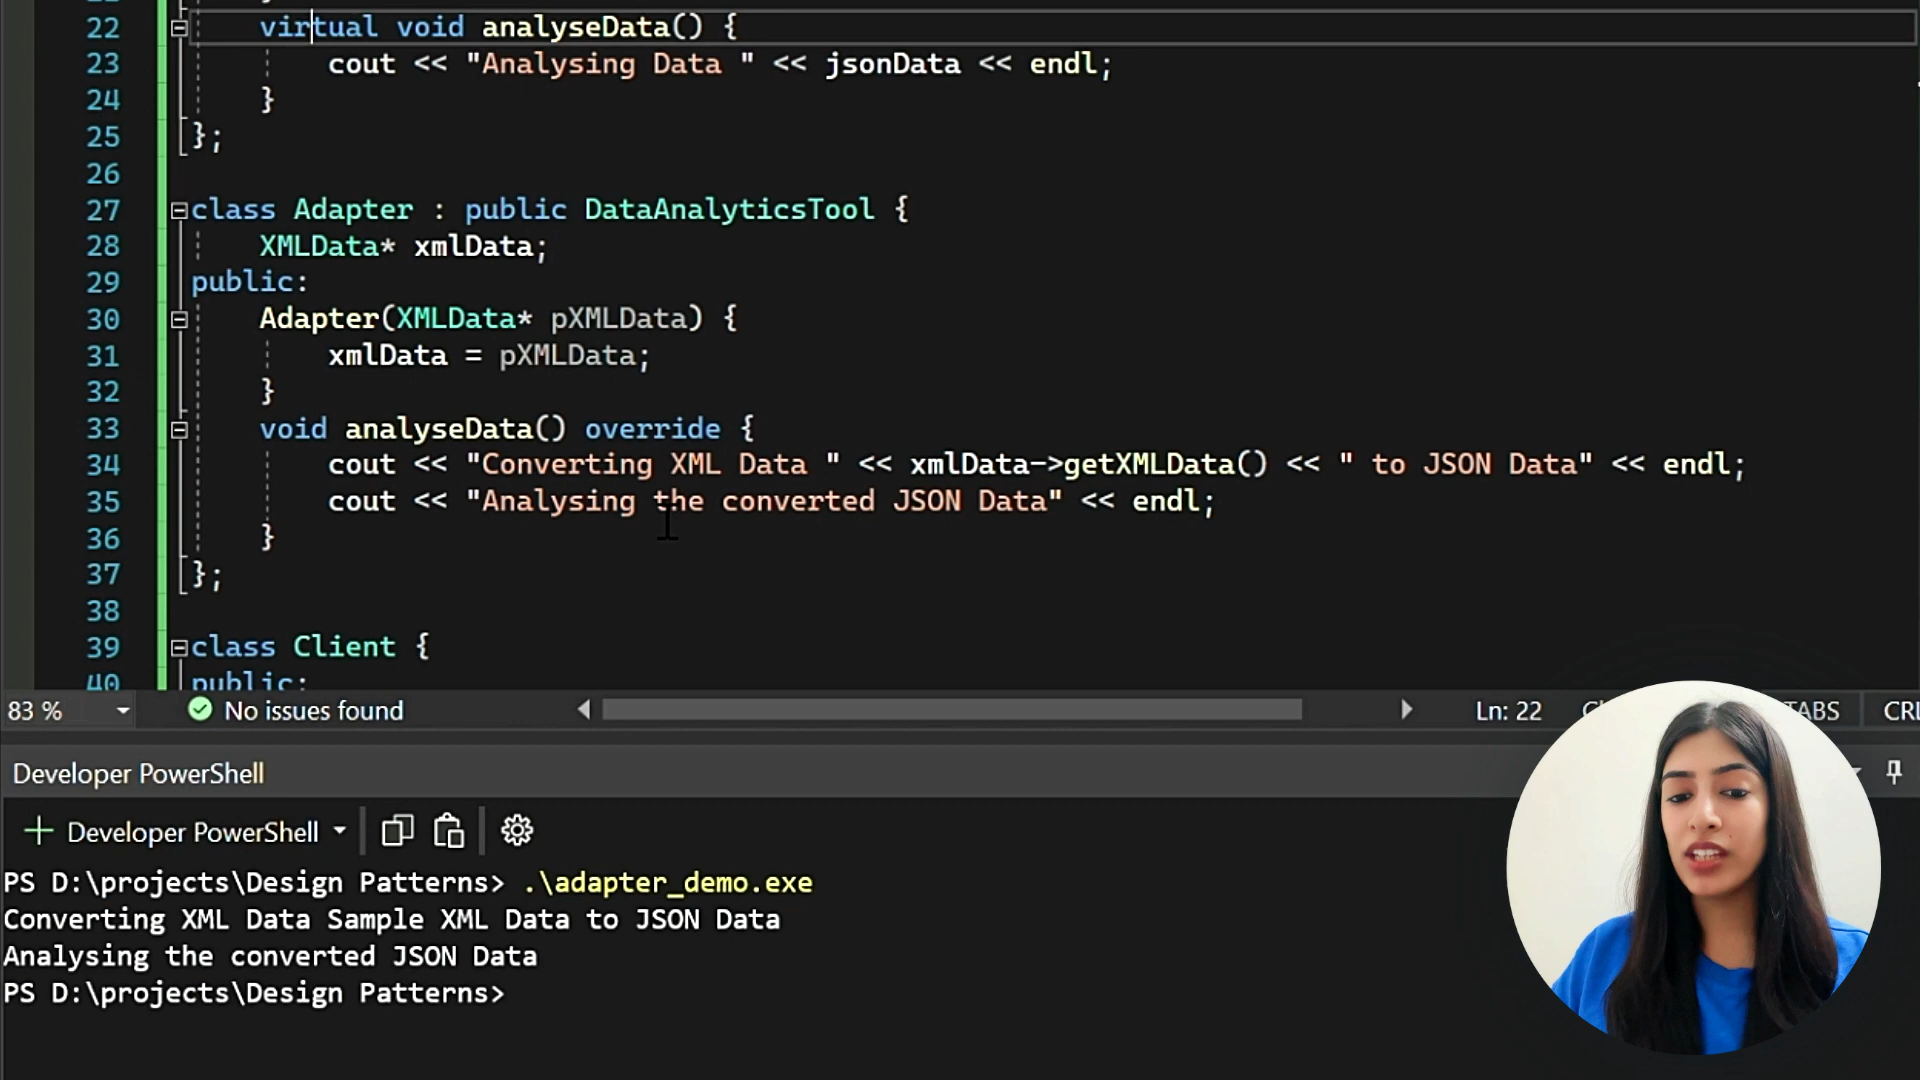 22 virtual void analyseData() {
23 cout << "Analysing Data " << jsonData << endl;
24 }
25 };
26
27 class Adapter : public DataAnalyticsTool {
28 XMLData* xmlData;
29 public:
30 Adapter(XMLData* pXMLData) {
31 xmlData = pXMLData;
32 }
33 void analyseData() override {
34 cout << "Converting XML Data " << xmlData->getXMLData() << " to JSON Data" << endl;
35 cout << "Analysing the converted JSON Data" << endl;
36 }
37 };
38
39 class Client {
40 public:
83 % No issues found Ln: 22
Developer PowerShell
Developer PowerShell
PS D:\projects\Design Patterns> .\adapter_demo.exe
Converting XML Data Sample XML Data to JSON Data
Analysing the converted JSON Data
PS D:\projects\Design Patterns>